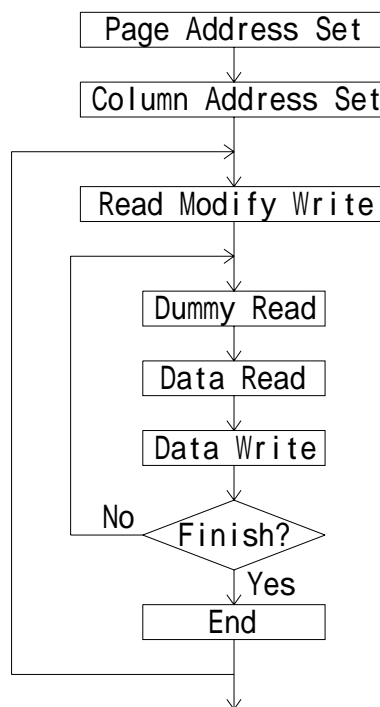 Page Address Set
Column Address Set
Read Modify Write
Dummy Read
Data Read
Data Write
No
Finish?
Yes
End